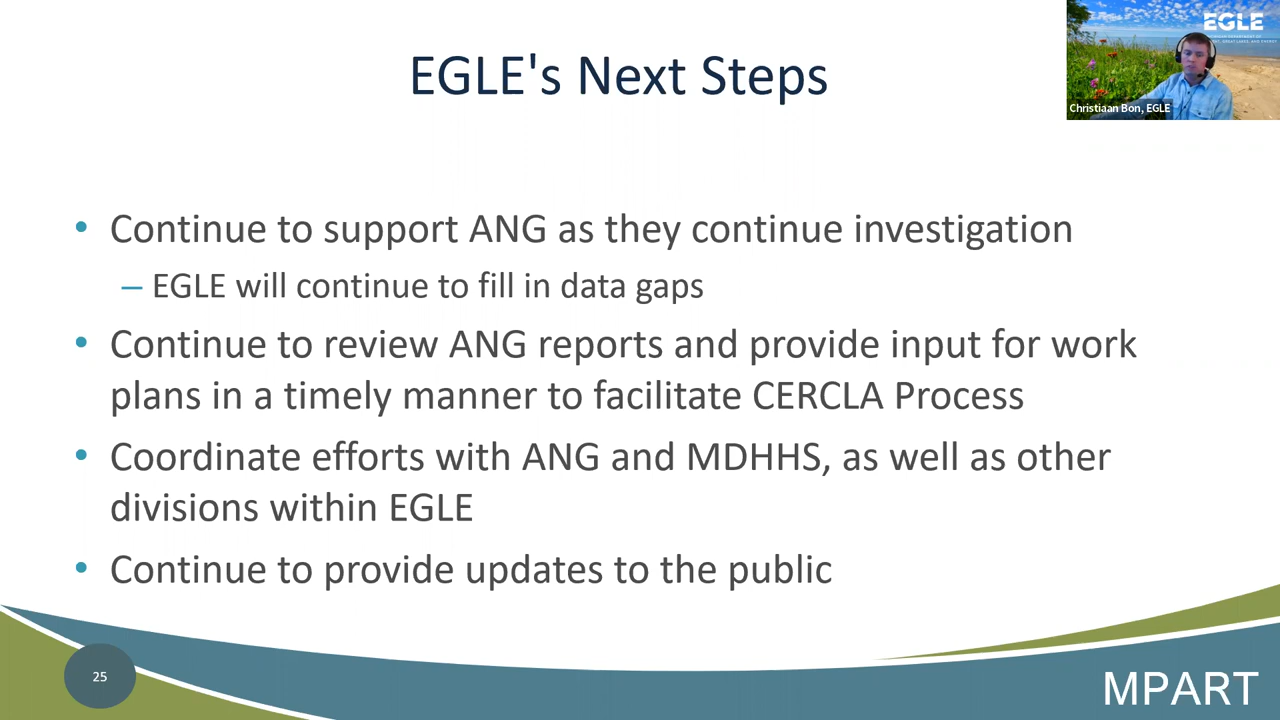 EGLE's Next Steps
EGLE
Christiaan Bon, EGLE
• Continue to support ANG as they continue investigation
– EGLE will continue to fill in data gaps
• Continue to review ANG reports and provide input for work
plans in a timely manner to facilitate CERCLA Process
• Coordinate efforts with ANG and MDHHS, as well as other
divisions within EGLE
• Continue to provide updates to the public
25
MPART